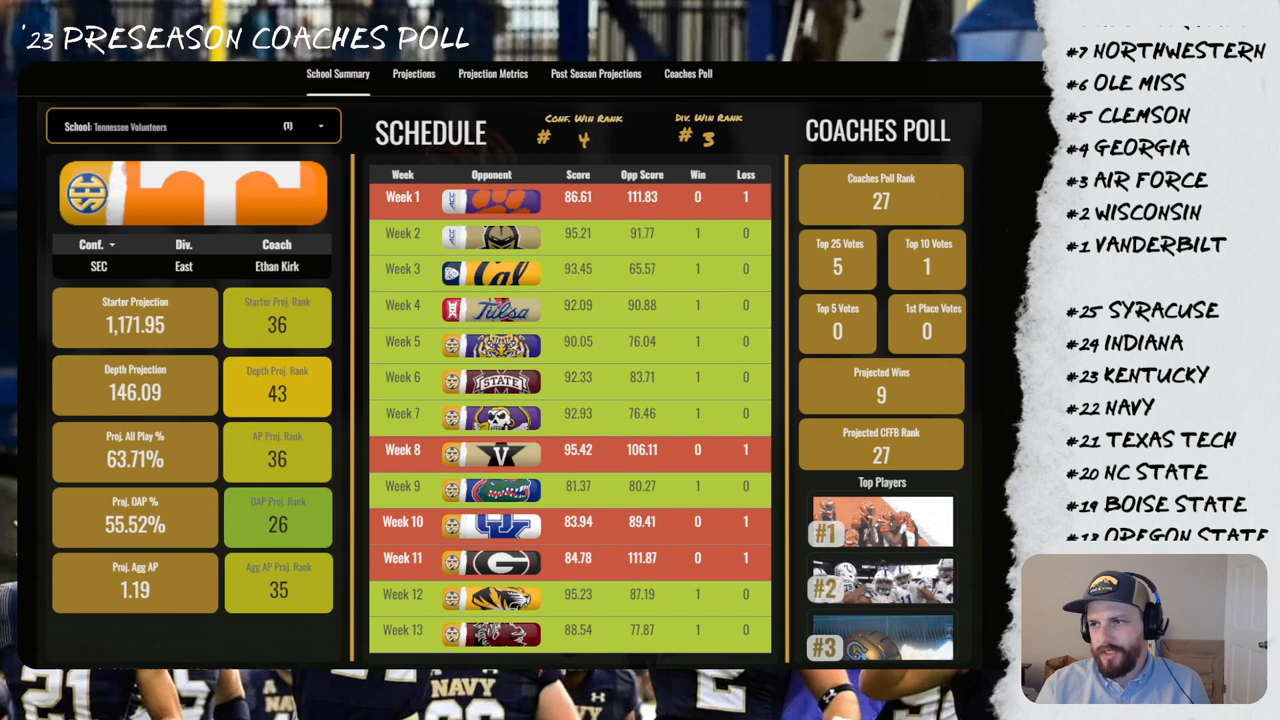 '23 PRESEASON COACHES POLL
School Summary
Projections
Projection Metrics
Post Season Projections
Coaches Poll
School: Tennessee Volunteers (1)
Conf. Div. Coach
SEC East Ethan Kirk
Starter Projection
1,171.95
Starter Proj. Rank
36
Depth Projection
146.09
Depth Proj. Rank
43
Proj. All Play %
63.71%
AP Proj. Rank
36
Proj. OAP %
55.52%
OAP Proj. Rank
26
Proj. Agg AP
1.19
Agg AP Proj. Rank
35
SCHEDULE
CONF. WIN RANK
# 4
DIV. WIN RANK
# 3
Week Opponent Score Opp Score Win Loss
Week 1 ACC 86.61 111.83 0 1
Week 2 ACC 95.21 91.77 1 0
Week 3 Cal 93.45 65.57 1 0
Week 4 Tulsa 92.09 90.88 1 0
Week 5 90.05 76.04 1 0
Week 6 STATE 92.33 83.71 1 0
Week 7 92.93 76.46 1 0
Week 8 V 95.42 106.11 0 1
Week 9 81.37 80.27 1 0
Week 10 UK 83.94 89.41 0 1
Week 11 G 84.78 111.87 0 1
Week 12 95.23 87.19 1 0
Week 13 88.54 77.87 1 0
COACHES POLL
Coaches Poll Rank
27
Top 25 Votes
5
Top 10 Votes
1
Top 5 Votes
0
1st Place Votes
0
Projected Wins
9
Projected CFFB Rank
27
Top Players
#1
#2
#3
#7 NORTHWESTERN
#6 OLE MISS
#5 CLEMSON
#4 GEORGIA
#3 AIR FORCE
#2 WISCONSIN
#1 VANDERBILT
#25 SYRACUSE
#24 INDIANA
#23 KENTUCKY
#22 NAVY
#21 TEXAS TECH
#20 NC STATE
#19 BOISE STATE
#18 OREGON STATE
21
NAVY
2